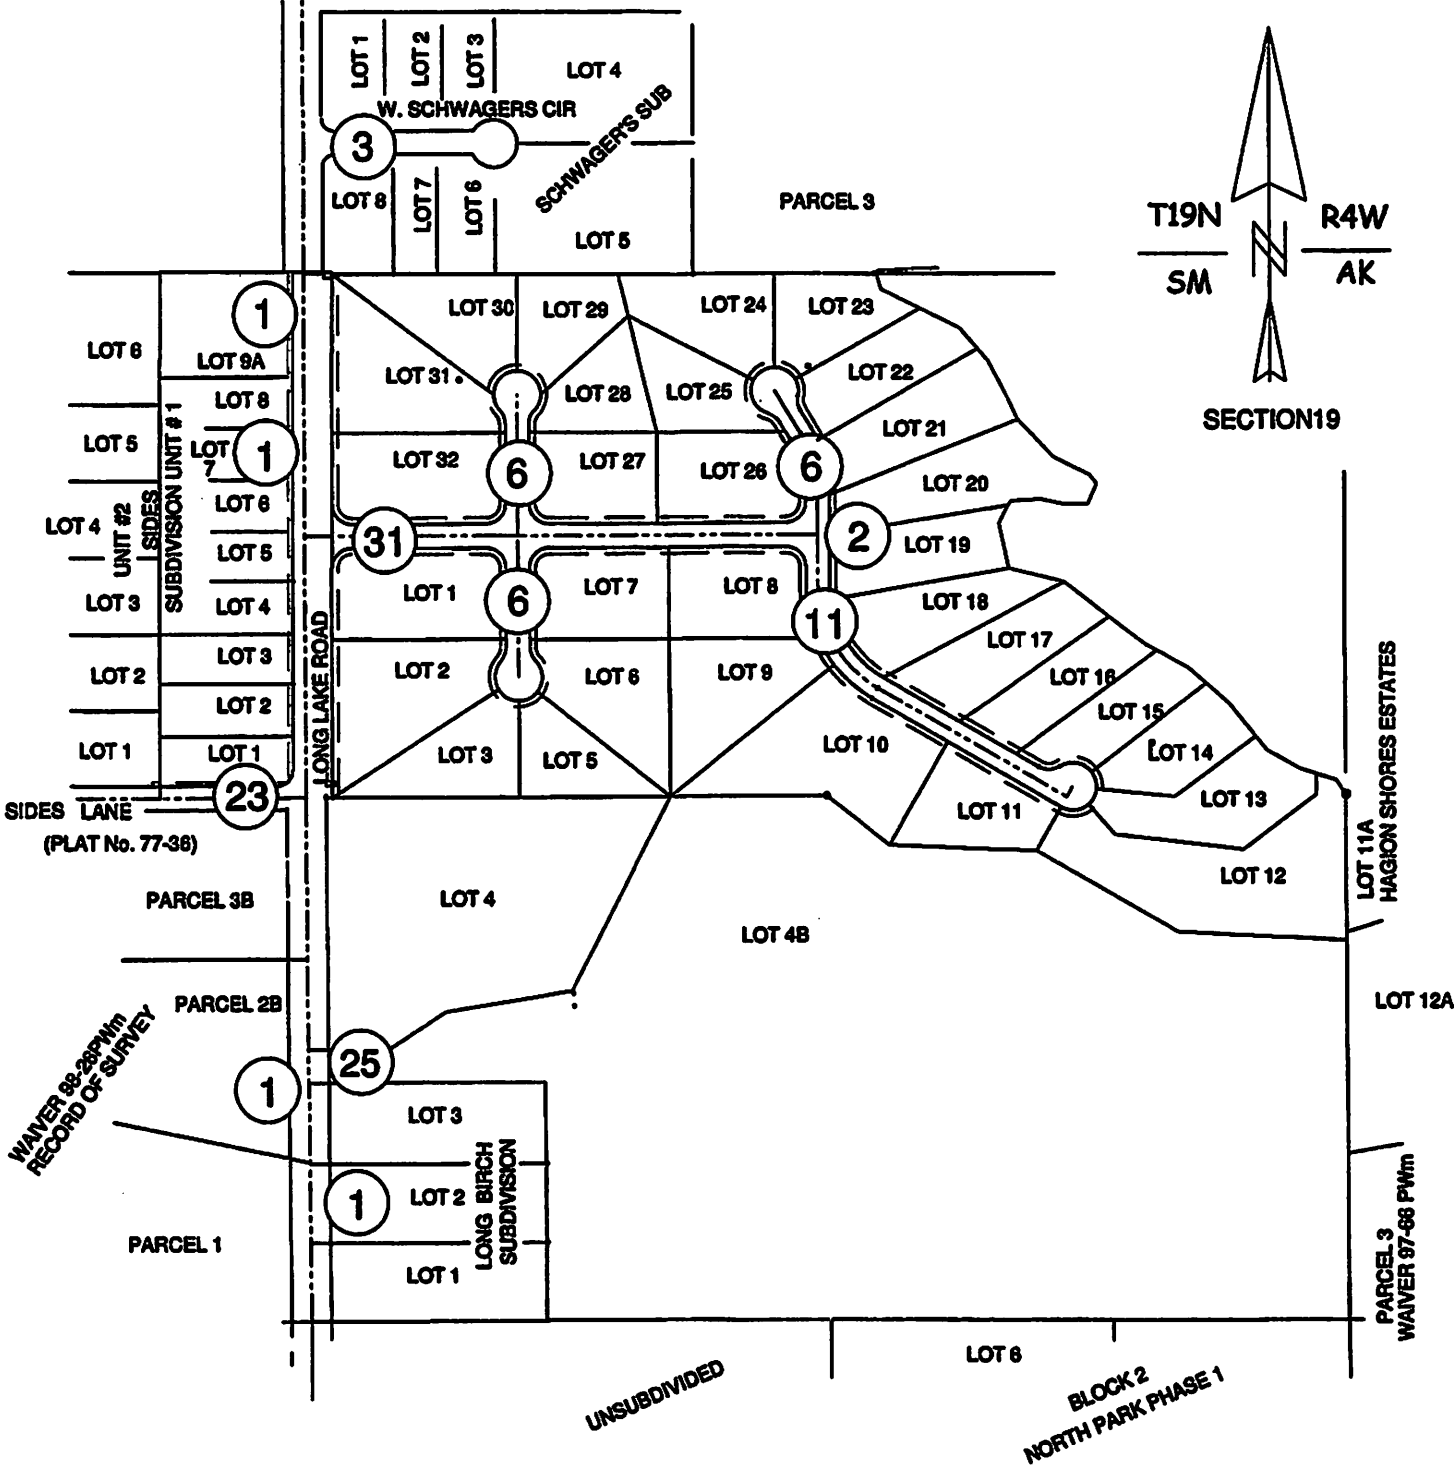 LOT 1
LOT 2
LOT 3
LOT 4
W. SCHWAGERS CIR
SCHWAGER'S SUB
3
LOT 8
LOT 7
LOT 6
LOT 5
PARCEL 3
T19N
R4W
SM
AK
N
SECTION19
1
LOT 6
LOT 9A
LOT 8
LOT 5
LOT
7
1
LOT 6
LOT 4
LOT 5
LOT 3
LOT 4
LOT 3
LOT 2
LOT 2
LOT 1
LOT 1
UNIT #2
SIDES
SUBDIVISION UNIT # 1
LONG LAKE ROAD
23
SIDES LANE
(PLAT No. 77-36)
LOT 30
LOT 29
LOT 24
LOT 23
LOT 31
LOT 28
LOT 25
LOT 22
LOT 21
LOT 32
LOT 27
LOT 26
LOT 20
6
6
31
2
LOT 19
LOT 1
6
LOT 7
LOT 8
11
LOT 18
LOT 17
LOT 2
LOT 6
LOT 9
LOT 16
LOT 15
LOT 3
LOT 5
LOT 10
LOT 14
LOT 11
LOT 13
LOT 12
LOT 11A
HAGION SHORES ESTATES
PARCEL 3B
LOT 4
LOT 4B
PARCEL 2B
LOT 12A
WAIVER 98-26PWm
RECORD OF SURVEY
25
1
LOT 3
1
LOT 2
LOT 1
LONG BIRCH
SUBDIVISION
PARCEL 1
PARCEL 3
WAIVER 97-66 PWm
LOT 6
UNSUBDIVIDED
BLOCK 2
NORTH PARK PHASE 1